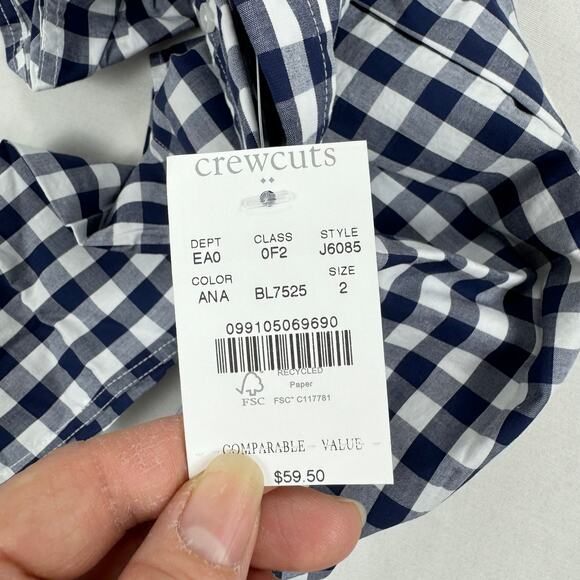 crewcuts
DEPT CLASS STYLE
EA0 0F2 J6085
COLOR SIZE
ANA BL7525 2
099105069690
RECYCLED
Paper
FSC FSC® C117781
COMPARABLE VALUE
$59.50